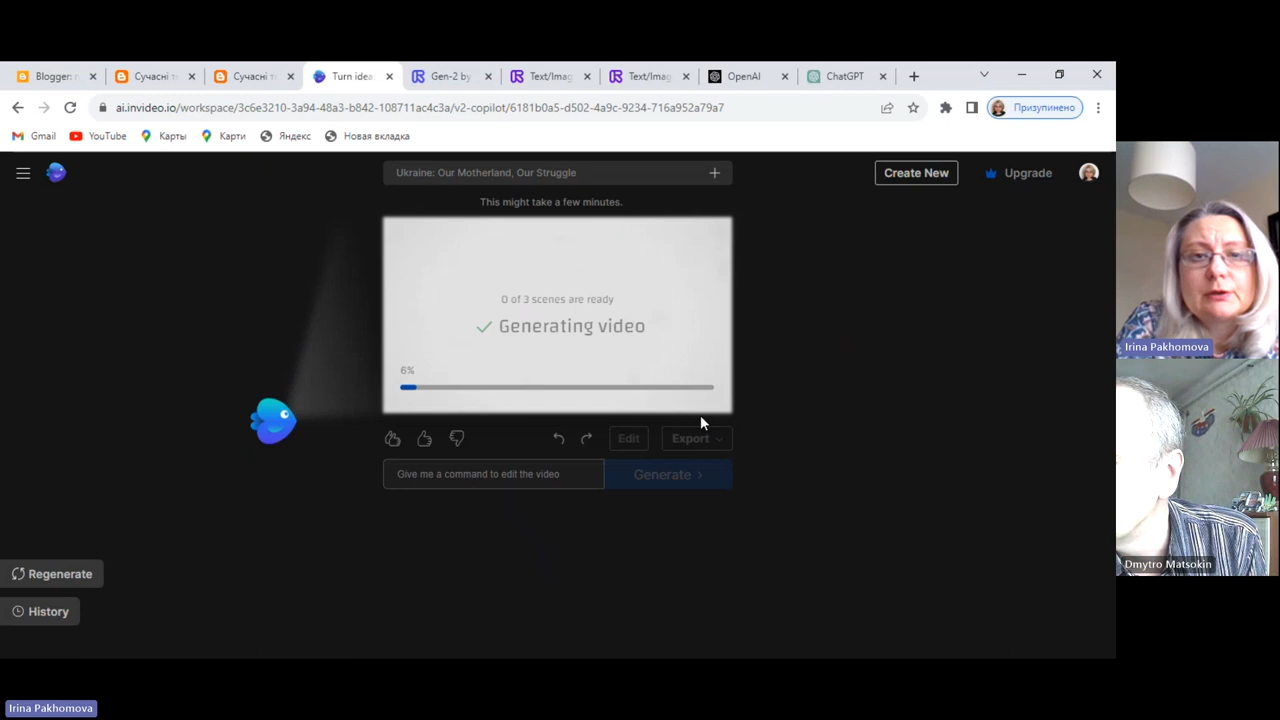 Blogger: п
Сучасні та
Сучасні т
Turn idea
Gen-2 by
Text/Imag
Text/Imag
OpenAI
ChatGPT
ai.invideo.io/workspace/3c6e3210-3a94-48a3-b842-108711ac4c3a/v2-copilot/6181b0a5-d502-4a9c-9234-716a952a79a7
Призупинено
Gmail
YouTube
Карты
Карти
Яндекс
Новая вкладка
Ukraine: Our Motherland, Our Struggle
Create New
Upgrade
This might take a few minutes.
0 of 3 scenes are ready
Generating video
6%
Edit
Export
Give me a command to edit the video
Generate
Regenerate
History
Irina Pakhomova
Dmytro Matsokin
Irina Pakhomova